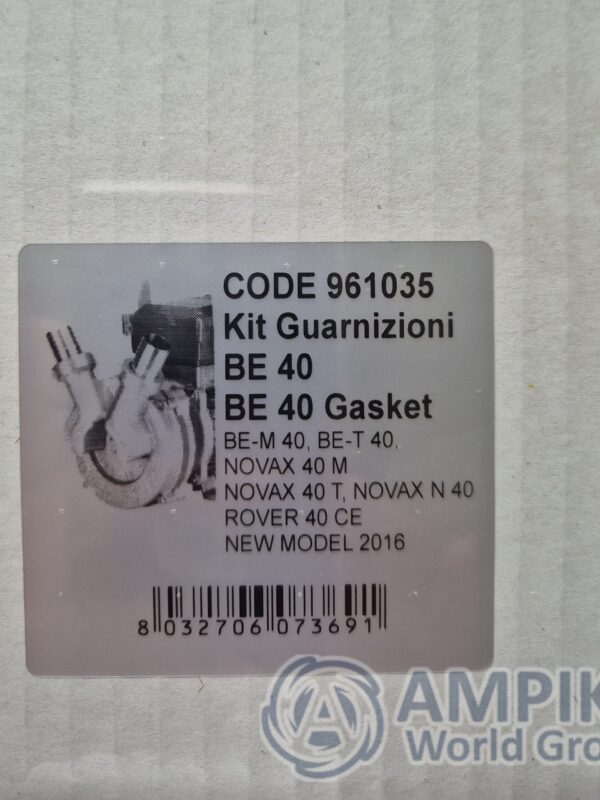 CODE 961035
Kit Guarnizioni
BE 40
BE 40 Gasket
BE-M 40, BE-T 40,
NOVAX 40 M
NOVAX 40 T, NOVAX N 40
ROVER 40 CE
NEW MODEL 2016
8 032706 073691
AMPIK
World Gro